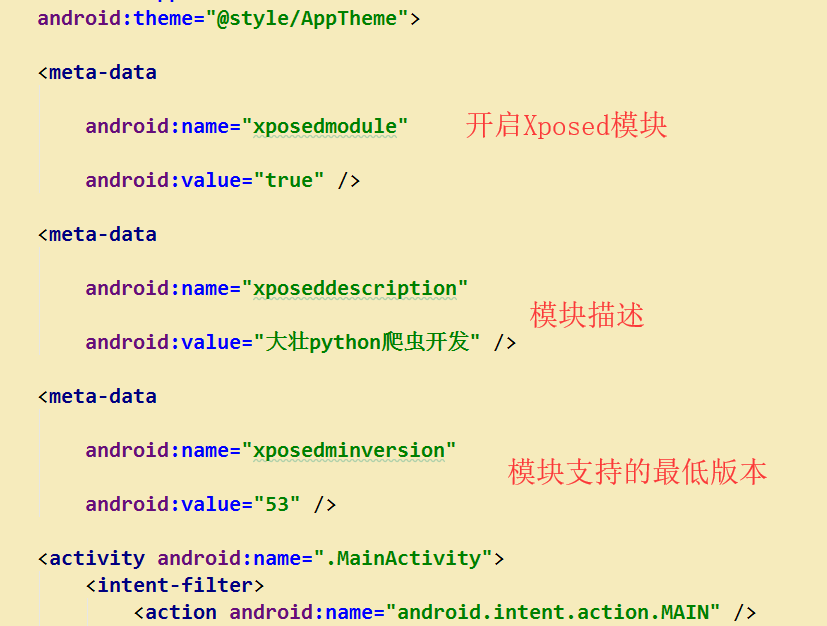 android:theme="@style/AppTheme">
<meta-data
android:name="xposedmodule"
开启Xposed模块
android:value="true" />
<meta-data
android:name="xposeddescription"
模块描述
android:value="大壮python爬虫开发" />
<meta-data
android:name="xposedminversion"
模块支持的最低版本
android:value="53" />
<activity android:name=".MainActivity">
<intent-filter>
<action android:name="android.intent.action.MAIN" />